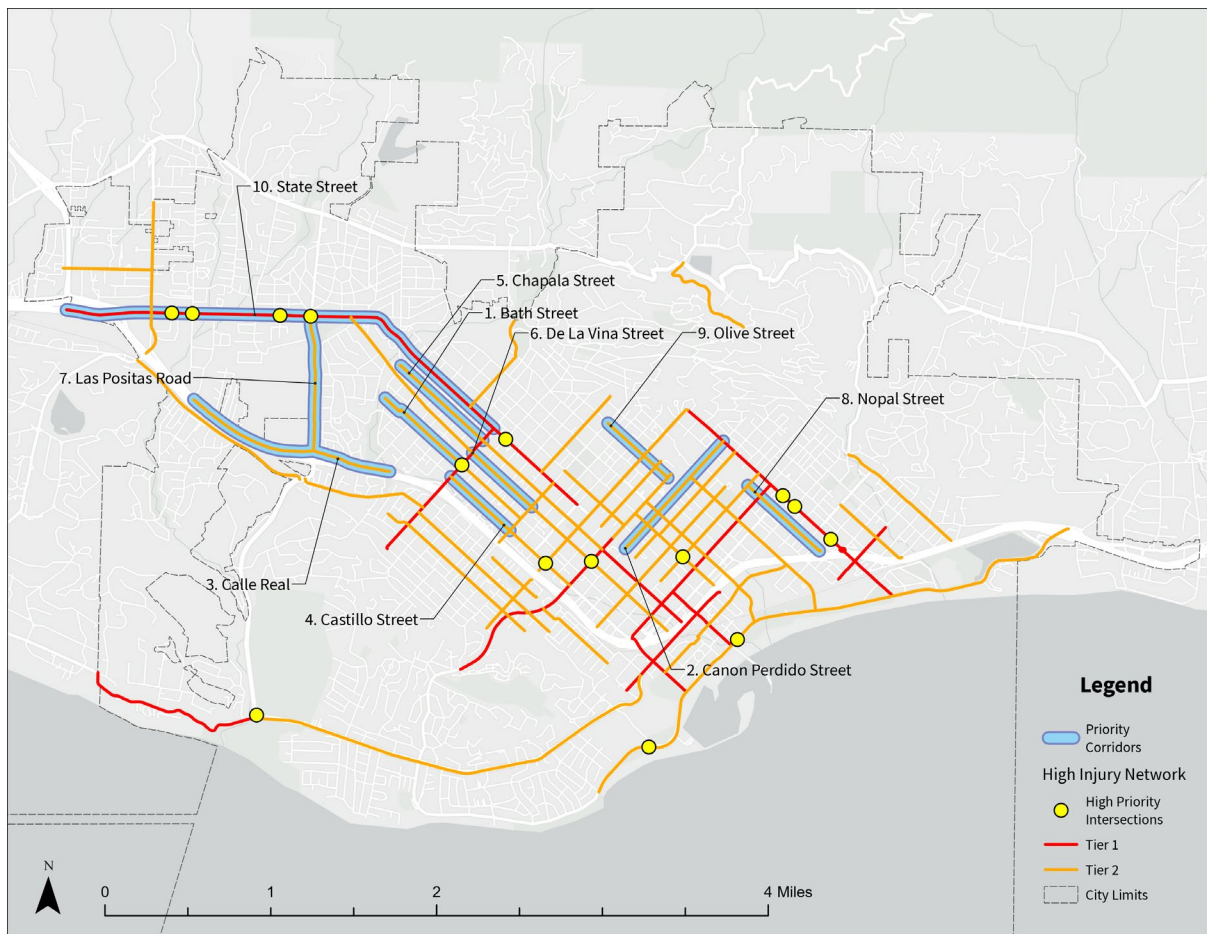 10. State Street
5. Chapala Street
1. Bath Street
6. De La Vina Street
9. Olive Street
7. Las Positas Road
8. Nopal Street
3. Calle Real
4. Castillo Street
2. Canon Perdido Street
Legend
Priority
Corridors
High Injury Network
High Priority
Intersections
Tier 1
Tier 2
City Limits
N
0 1 2 4 Miles